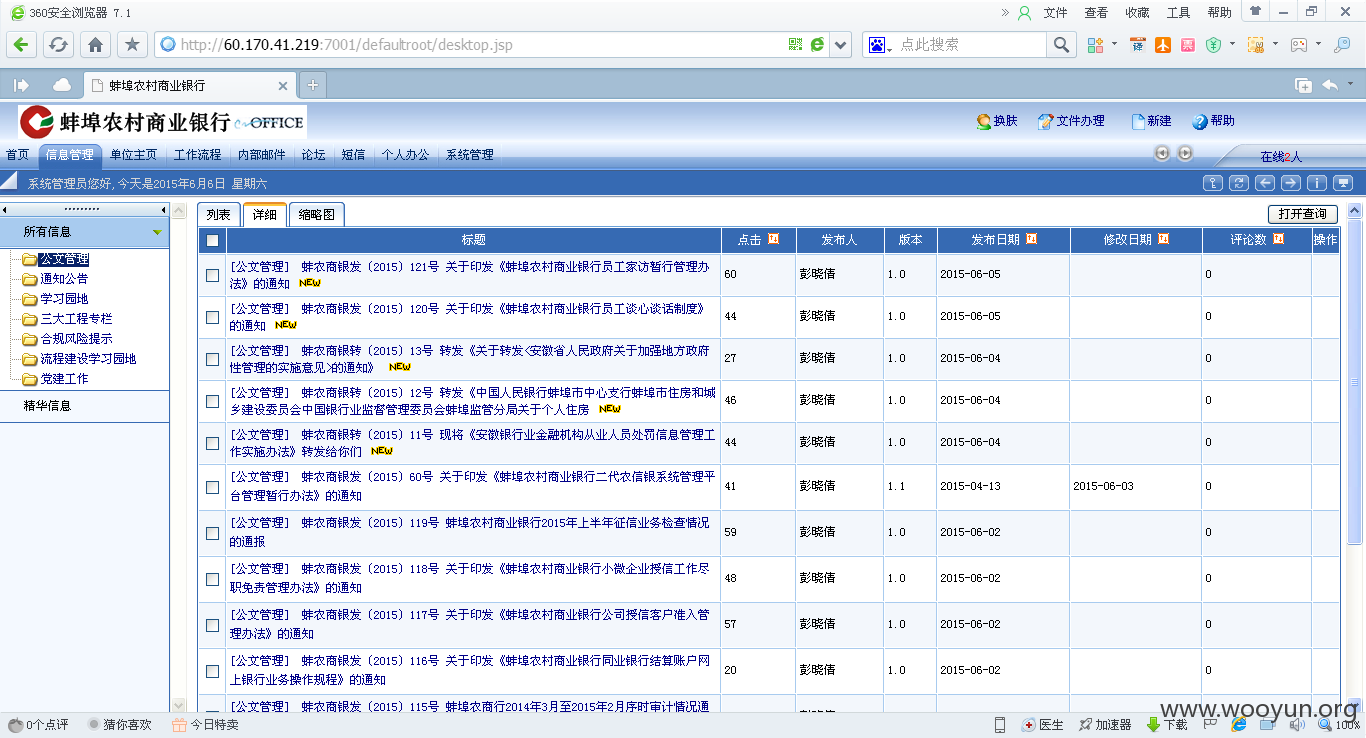 360安全浏览器 7.1
文件 查看 收藏 工具 帮助
http://60.170.41.219:7001/defaultroot/desktop.jsp
点此搜索
蚌埠农村商业银行
蚌埠农村商业银行 OFFICE
换肤 文件办理 新建 帮助
首页 信息管理 单位主页 工作流程 内部邮件 论坛 短信 个人办公 系统管理
在线2人
系统管理员您好,今天是2015年6月6日 星期六
列表 详细 缩略图 打开查询
所有信息
公文管理
通知公告
学习园地
三大工程专栏
合规风险提示
流程建设学习园地
党建工作
精华信息
标题 点击 发布人 版本 发布日期 修改日期 评论数 操作
[公文管理] 蚌农商银发〔2015〕121号 关于印发《蚌埠农村商业银行员工家访暂行管理办
法》的通知 NEW
60 彭晓倩 1.0 2015-06-05 0
[公文管理] 蚌农商银发〔2015〕120号 关于印发《蚌埠农村商业银行员工谈心谈话制度》
的通知 NEW
44 彭晓倩 1.0 2015-06-05 0
[公文管理] 蚌农商银转〔2015〕13号 转发《关于转发<安徽省人民政府关于加强地方政府
性管理的实施意见>的通知》 NEW
27 彭晓倩 1.0 2015-06-04 0
[公文管理] 蚌农商银转〔2015〕12号 转发《中国人民银行蚌埠市中心支行蚌埠市住房和城
乡建设委员会中国银行业监督管理委员会蚌埠监管分局关于个人住房 NEW
46 彭晓倩 1.0 2015-06-04 0
[公文管理] 蚌农商银转〔2015〕11号 现将《安徽银行业金融机构从业人员处罚信息管理工
作实施办法》转发给你们 NEW
44 彭晓倩 1.0 2015-06-04 0
[公文管理] 蚌农商银发〔2015〕60号 关于印发《蚌埠农村商业银行二代农信银系统管理平
台管理暂行办法》的通知
41 彭晓倩 1.1 2015-04-13 2015-06-03 0
[公文管理] 蚌农商银发〔2015〕119号 蚌埠农村商业银行2015年上半年征信业务检查情况
的通报
59 彭晓倩 1.0 2015-06-02 0
[公文管理] 蚌农商银发〔2015〕118号 关于印发《蚌埠农村商业银行小微企业授信工作尽
职免责管理办法》的通知
48 彭晓倩 1.0 2015-06-02 0
[公文管理] 蚌农商银发〔2015〕117号 关于印发《蚌埠农村商业银行公司授信客户准入管
理办法》的通知
57 彭晓倩 1.0 2015-06-02 0
[公文管理] 蚌农商银发〔2015〕116号 关于印发《蚌埠农村商业银行同业银行结算账户网
上银行业务操作规程》的通知
20 彭晓倩 1.0 2015-06-02 0
[公文管理] 蚌农商银发〔2015〕115号 蚌埠农商行2014年3月至2015年2月序时审计情况通
www.wooyun.org
0个点评 猜你喜欢 今日特卖 医生 加速器 下载 100%